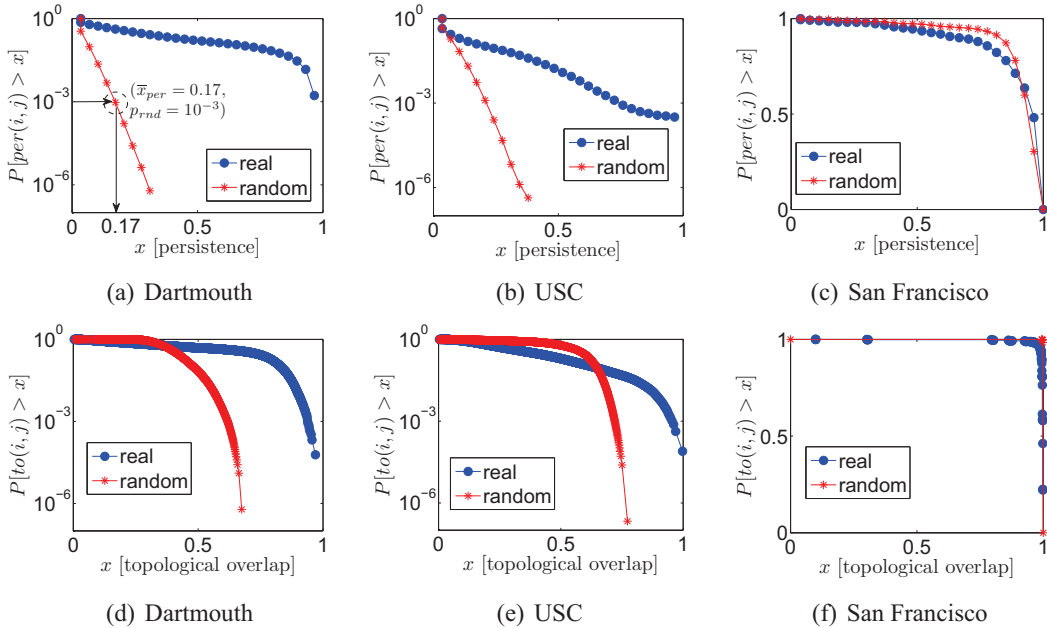 P[per(i, j) > x]
10^0
10^{-3}
10^{-6}
(x̄_{per} = 0.17,
p_{rnd} = 10^{-3})
real
random
0
0.17
0.5
1
x [persistence]
(a) Dartmouth
P[per(i, j) > x]
10^0
10^{-3}
10^{-6}
real
random
0
0.5
1
x [persistence]
(b) USC
P[per(i, j) > x]
1
0.5
0
real
random
0
0.5
1
x [persistence]
(c) San Francisco
P[to(i, j) > x]
10^0
10^{-3}
10^{-6}
real
random
0
0.5
1
x [topological overlap]
(d) Dartmouth
P[to(i, j) > x]
10^0
10^{-3}
10^{-6}
real
random
0
0.5
1
x [topological overlap]
(e) USC
P[to(i, j) > x]
1
0.5
0
real
random
0
0.5
1
x [topological overlap]
(f) San Francisco